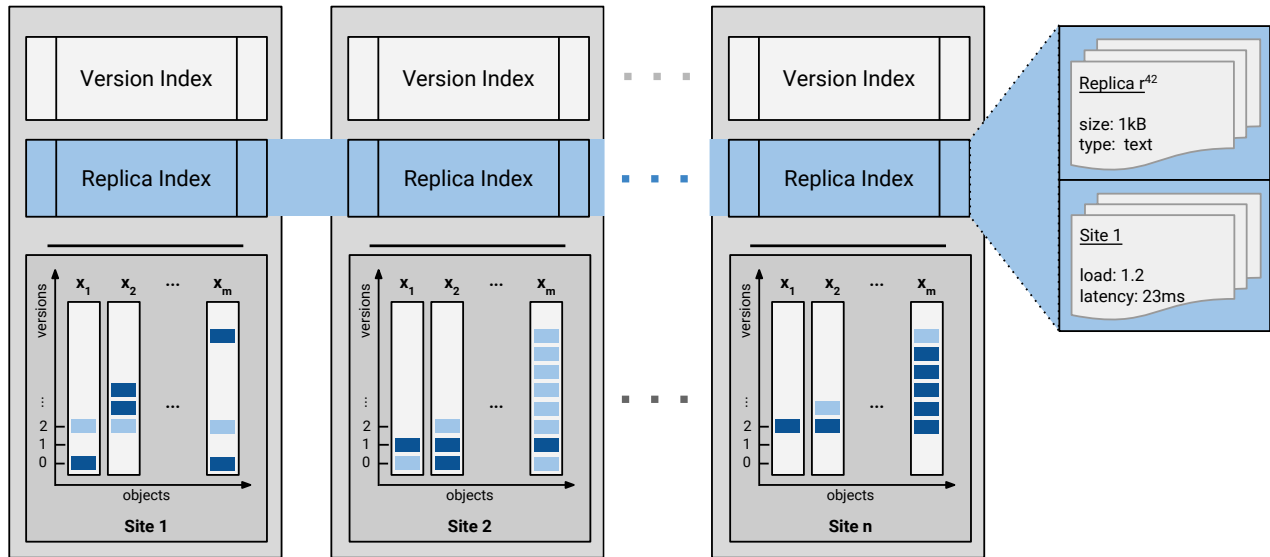 Version Index
Version Index
Version Index
Replica Index
Replica Index
Replica Index
Replica r⁴²
size: 1kB
type: text
Site 1
load: 1.2
latency: 23ms
versions
x₁ x₂ ... xₘ
...
...
2
1
0
objects
Site 1
versions
x₁ x₂ ... xₘ
...
...
2
1
0
objects
Site 2
versions
x₁ x₂ ... xₘ
...
...
2
1
0
objects
Site n